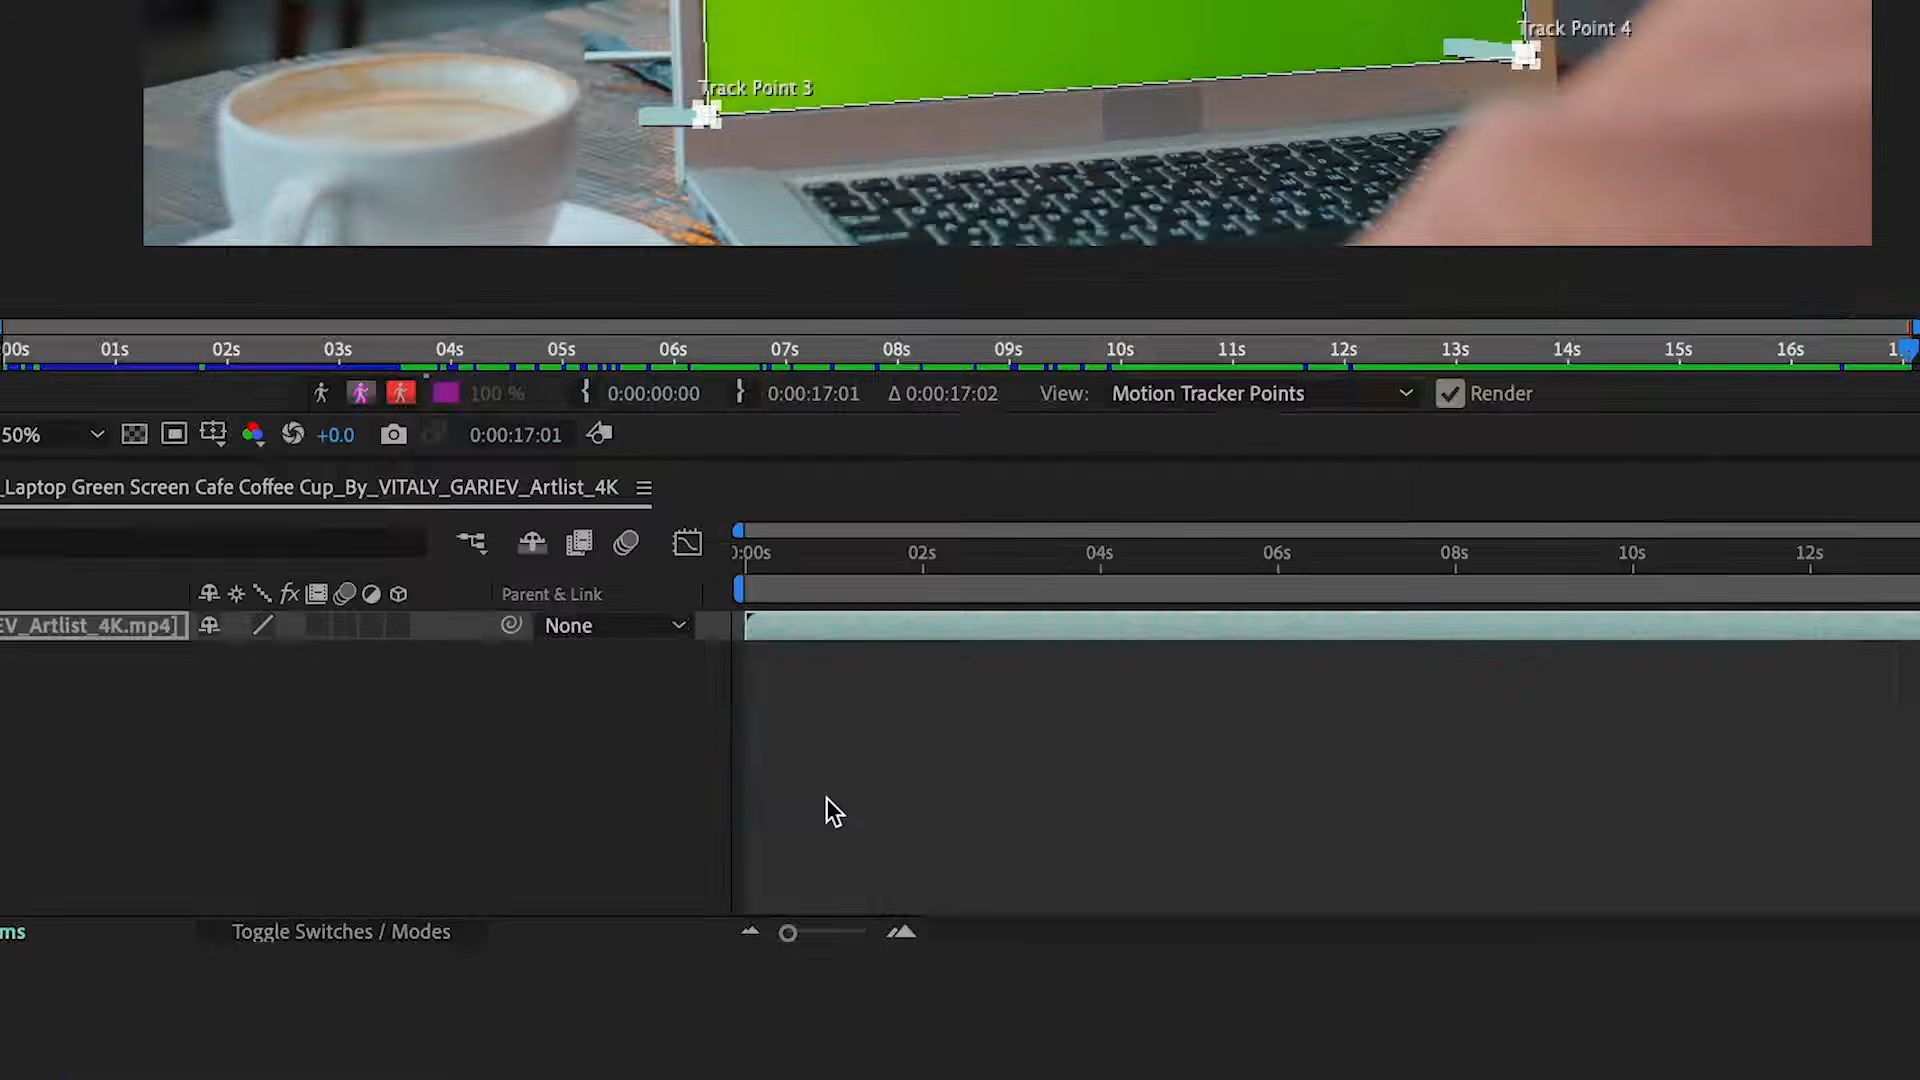 Track Point 4
Track Point 3
:00s 01s 02s 03s 04s 05s 06s 07s 08s 09s 10s 11s 12s 13s 14s 15s 16s
100 % { 0:00:00:00 } 0:00:17:01 Δ 0:00:17:02 View: Motion Tracker Points Render
50% +0.0 0:00:17:01
_Laptop Green Screen Cafe Coffee Cup_By_VITALY_GARIEV_Artlist_4K
0:00s 02s 04s 06s 08s 10s 12s
fx Parent & Link
EV_Artlist_4K.mp4] None
ms Toggle Switches / Modes